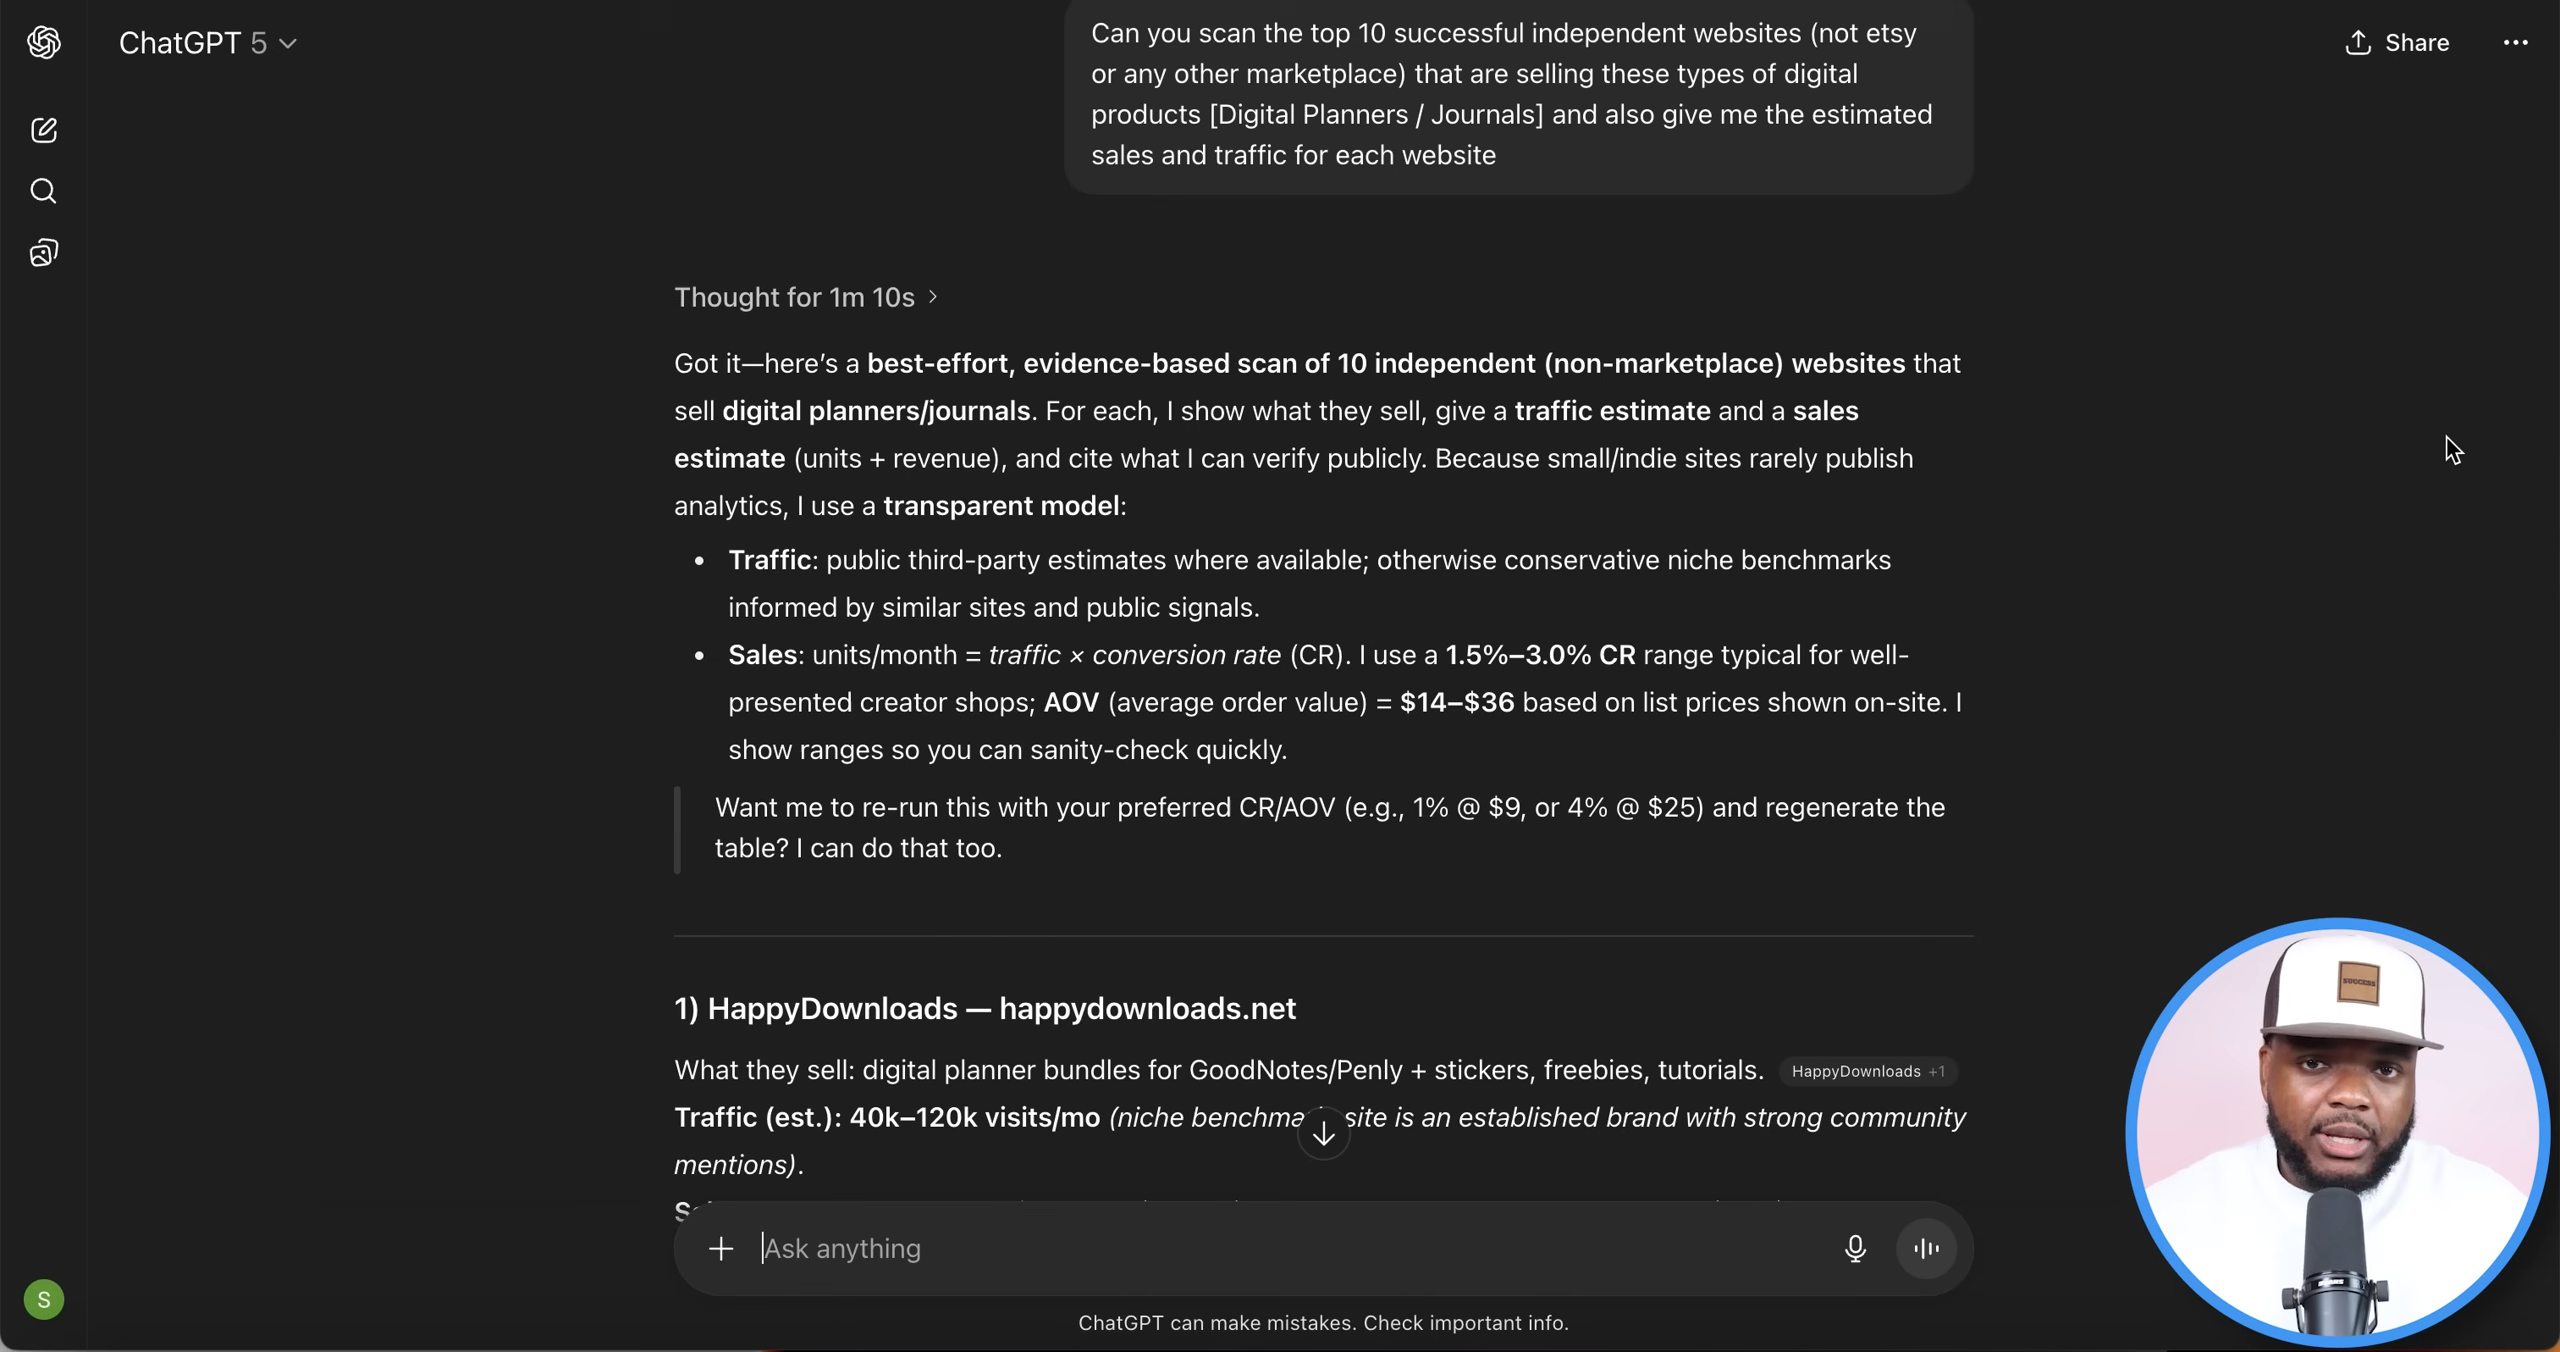 ChatGPT 5
Share
Can you scan the top 10 successful independent websites (not etsy
or any other marketplace) that are selling these types of digital
products [Digital Planners / Journals] and also give me the estimated
sales and traffic for each website
Thought for 1m 10s
Got it—here’s a best-effort, evidence-based scan of 10 independent (non-marketplace) websites that
sell digital planners/journals. For each, I show what they sell, give a traffic estimate and a sales
estimate (units + revenue), and cite what I can verify publicly. Because small/indie sites rarely publish
analytics, I use a transparent model:
• Traffic: public third-party estimates where available; otherwise conservative niche benchmarks
informed by similar sites and public signals.
• Sales: units/month = traffic × conversion rate (CR). I use a 1.5%–3.0% CR range typical for well-
presented creator shops; AOV (average order value) = $14–$36 based on list prices shown on-site. I
show ranges so you can sanity-check quickly.
Want me to re-run this with your preferred CR/AOV (e.g., 1% @ $9, or 4% @ $25) and regenerate the
table? I can do that too.
1) HappyDownloads — happydownloads.net
What they sell: digital planner bundles for GoodNotes/Penly + stickers, freebies, tutorials. HappyDownloads +1
Traffic (est.): 40k–120k visits/mo (niche benchma site is an established brand with strong community
mentions).
Ask anything
S
ChatGPT can make mistakes. Check important info.
SUCCESS